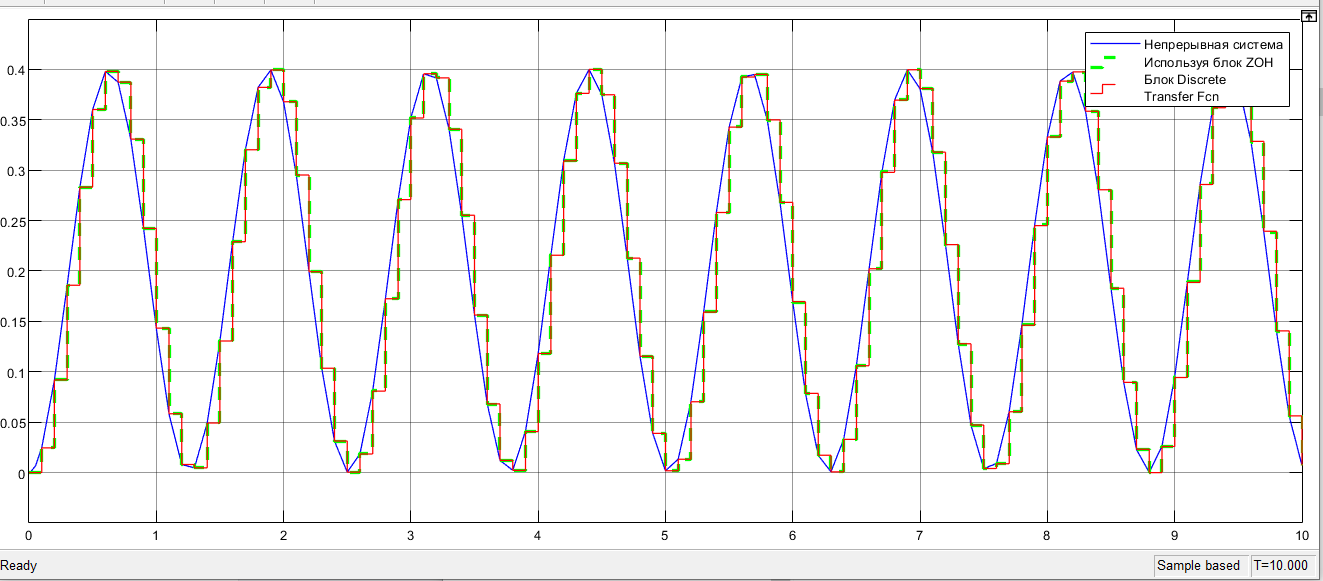 Непрерывная система
Используя блок ZOH
Блок Discrete
Transfer Fcn
0.4
0.35
0.3
0.25
0.2
0.15
0.1
0.05
0
0 1 2 3 4 5 6 7 8 9 10
Ready Sample based T=10.000